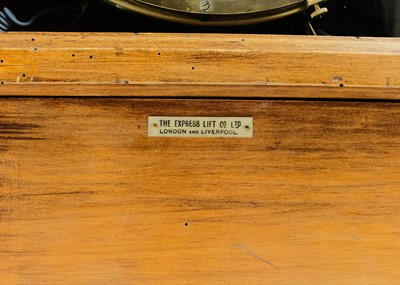 THE EXPRESS LIFT CO LTD
LONDON AND LIVERPOOL.